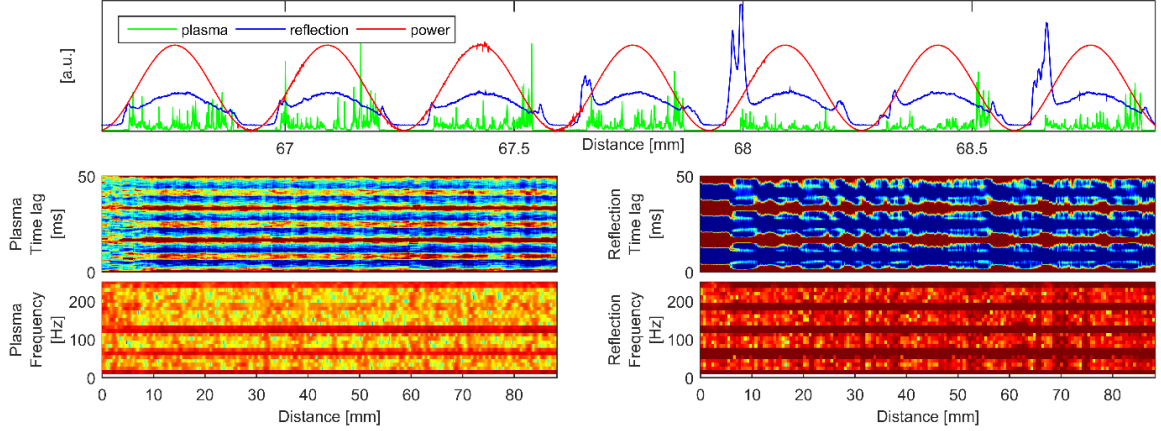 plasma reflection power
[a.u.]
67 67.5 68 68.5
Distance [mm]
50
0
Plasma
Time lag
[ms]
50
0
Reflection
Time lag
[ms]
200
100
0
Plasma
Frequency
[Hz]
0 10 20 30 40 50 60 70 80
Distance [mm]
200
100
0
Reflection
Frequency
[Hz]
0 10 20 30 40 50 60 70 80
Distance [mm]